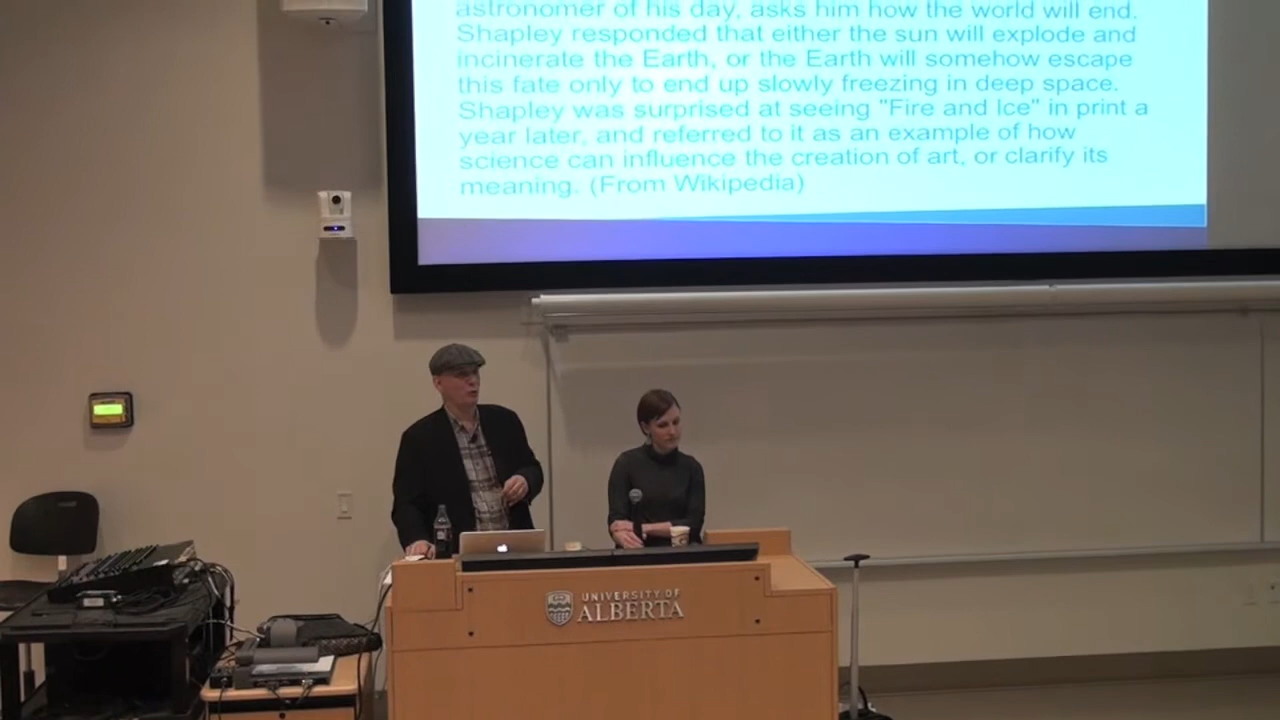 astronomer of his day, asks him how the world will end.
Shapley responded that either the sun will explode and
incinerate the Earth, or the Earth will somehow escape
this fate only to end up slowly freezing in deep space.
Shapley was surprised at seeing "Fire and Ice" in print a
year later, and referred to it as an example of how
science can influence the creation of art, or clarify its
meaning. (From Wikipedia)
UNIVERSITY OF
ALBERTA